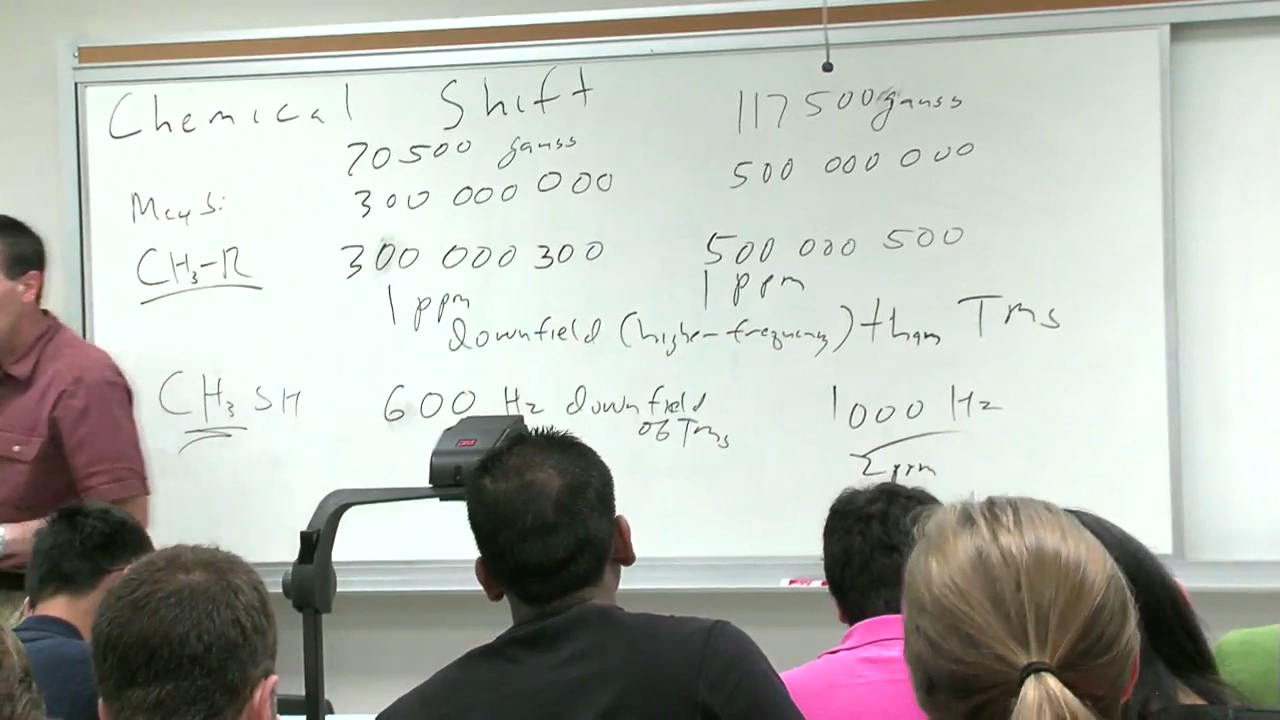 Chemical Shift
70500 gauss 117500 gauss
Me4Si 300 000 000 500 000 000
CH3-R 300 000 300 500 000 500
1 ppm 1 ppm
downfield (higher-frequency) than TMS
CH3SH 600 Hz downfield 1000 Hz
of TMS
2 ppm